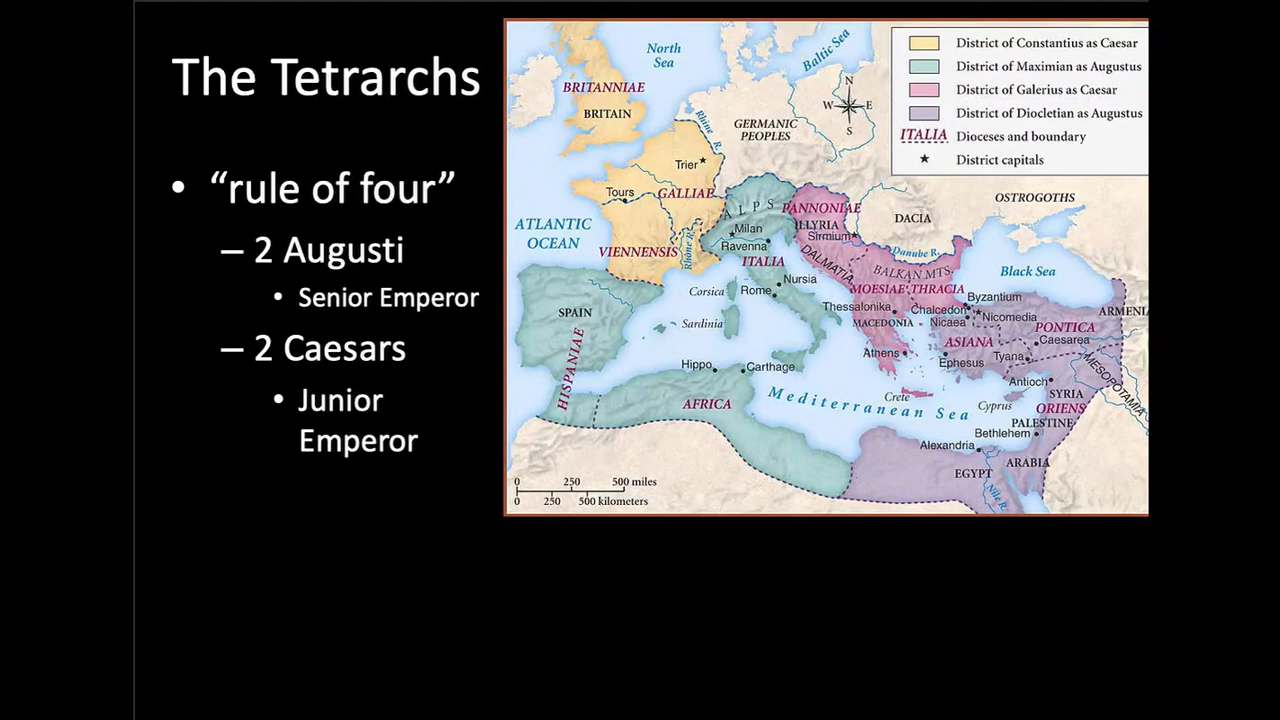 The Tetrarchs
• “rule of four”
– 2 Augusti
• Senior Emperor
– 2 Caesars
• Junior
Emperor
District of Constantius as Caesar
District of Maximian as Augustus
District of Galerius as Caesar
District of Diocletian as Augustus
ITALIA Dioceses and boundary
District capitals
North
Sea
Baltic Sea
N
W E
S
BRITANNIAE
BRITAIN
Rhine R.
GERMANIC
PEOPLES
Trier
Tours
GALLIAE
OSTROGOTHS
ATLANTIC
OCEAN
ALPS
PANNONIAE
DACIA
ILLYRIA
Milan
Sirmium
Ravenna
VIENNENSIS
Rhône R.
ITALIA
DALMATIA
Danube R.
BALKAN MTS.
Black Sea
Nursia
Corsica
Rome
MOESIAE
THRACIA
Byzantium
SPAIN
Thessalonika
Chalcedon
Nicomedia
ARMENIA
Sardinia
MACEDONIA
Nicaea
PONTICA
HISPANIAE
ASIANA
Caesarea
Athens
Ephesus
Tyana
Hippo
Carthage
MESOPOTAMIA
Antioch
Mediterranean Sea
Crete
Cyprus
SYRIA
AFRICA
ORIENS
PALESTINE
Bethlehem
Alexandria
ARABIA
EGYPT
Nile R.
0 250 500 miles
0 250 500 kilometers